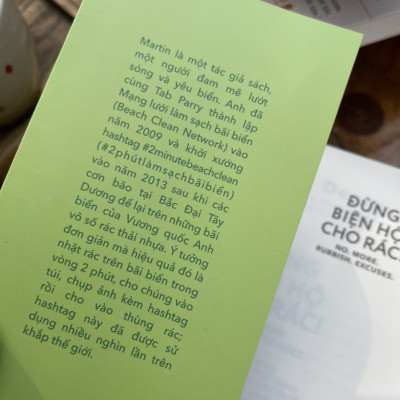 Martin là một tác giả sách,
một người đam mê lướt
sóng và yêu biển. Anh đã
cùng Tab Parry thành lập
Mạng lưới làm sạch bãi biển
(Beach Clean Network) vào
năm 2009 và khởi xướng
hashtag #2minutebeachclean
(#2phútlàmsạchbãibiển)
vào năm 2013 sau khi các
cơn bão tại Bắc Đại Tây
Dương để lại trên những bãi
biển của Vương quốc Anh
vô số rác thải nhựa. Ý tưởng
đơn giản mà hiệu quả đó là
nhặt rác trên bãi biển trong
vòng 2 phút, cho chúng vào
túi, chụp ảnh kèm hashtag
rồi cho vào thùng rác;
hashtag này đã được sử
dụng nhiều nghìn lần trên
khắp thế giới.
ĐỪNG
BIỆN HỘ
CHO RÁC!
NO. MORE.
RUBBISH. EXCUSES.